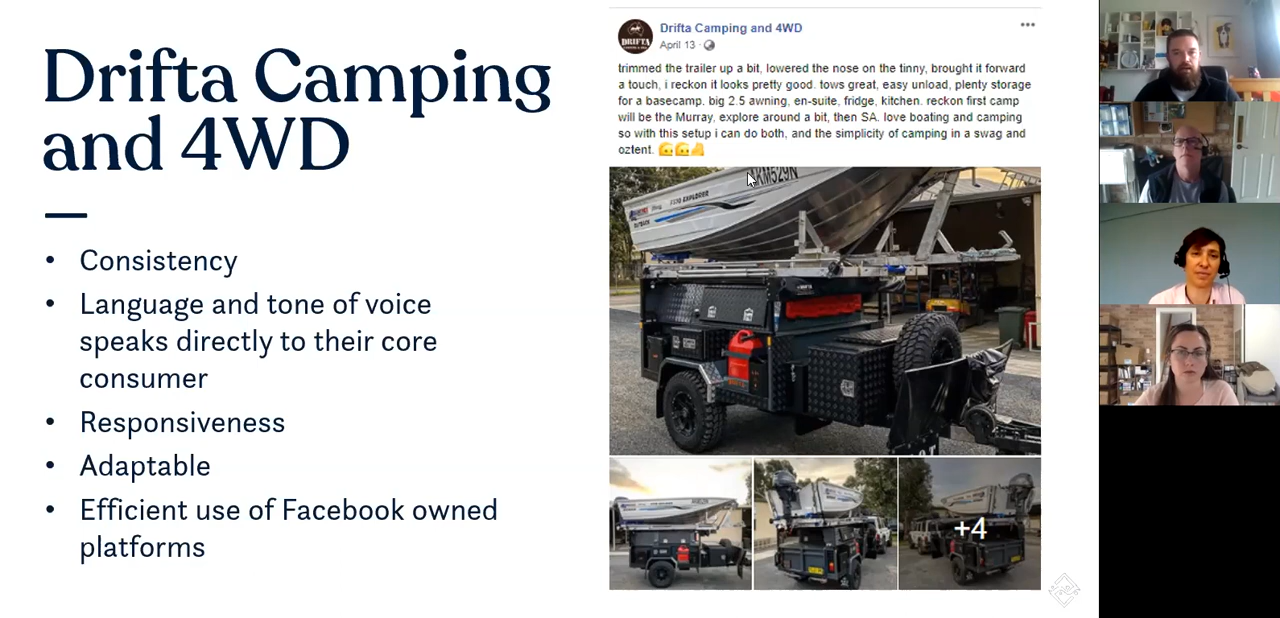 Drifta Camping
and 4WD
• Consistency
• Language and tone of voice
speaks directly to their core
consumer
• Responsiveness
• Adaptable
• Efficient use of Facebook owned
platforms
DRIFTA
Drifta Camping and 4WD
April 13 ·
trimmed the trailer up a bit, lowered the nose on the tinny, brought it forward
a touch, i reckon it looks pretty good. tows great, easy unload, plenty storage
for a basecamp. big 2.5 awning, en-suite, fridge, kitchen. reckon first camp
will be the Murray, explore around a bit, then SA. love boating and camping
so with this setup i can do both, and the simplicity of camping in a swag and
oztent.
EXPLORER
+4